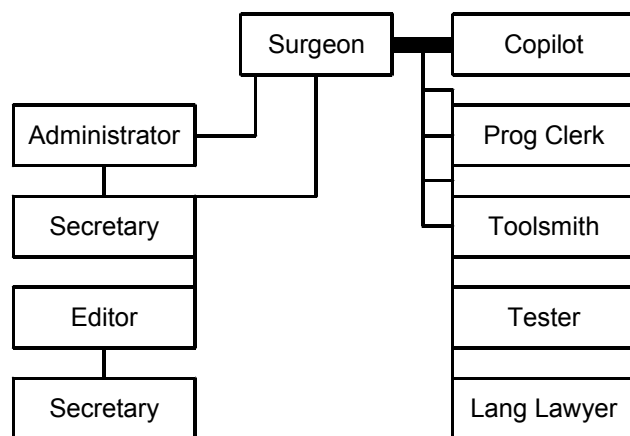 Surgeon
Copilot
Administrator
Prog Clerk
Secretary
Toolsmith
Editor
Tester
Secretary
Lang Lawyer